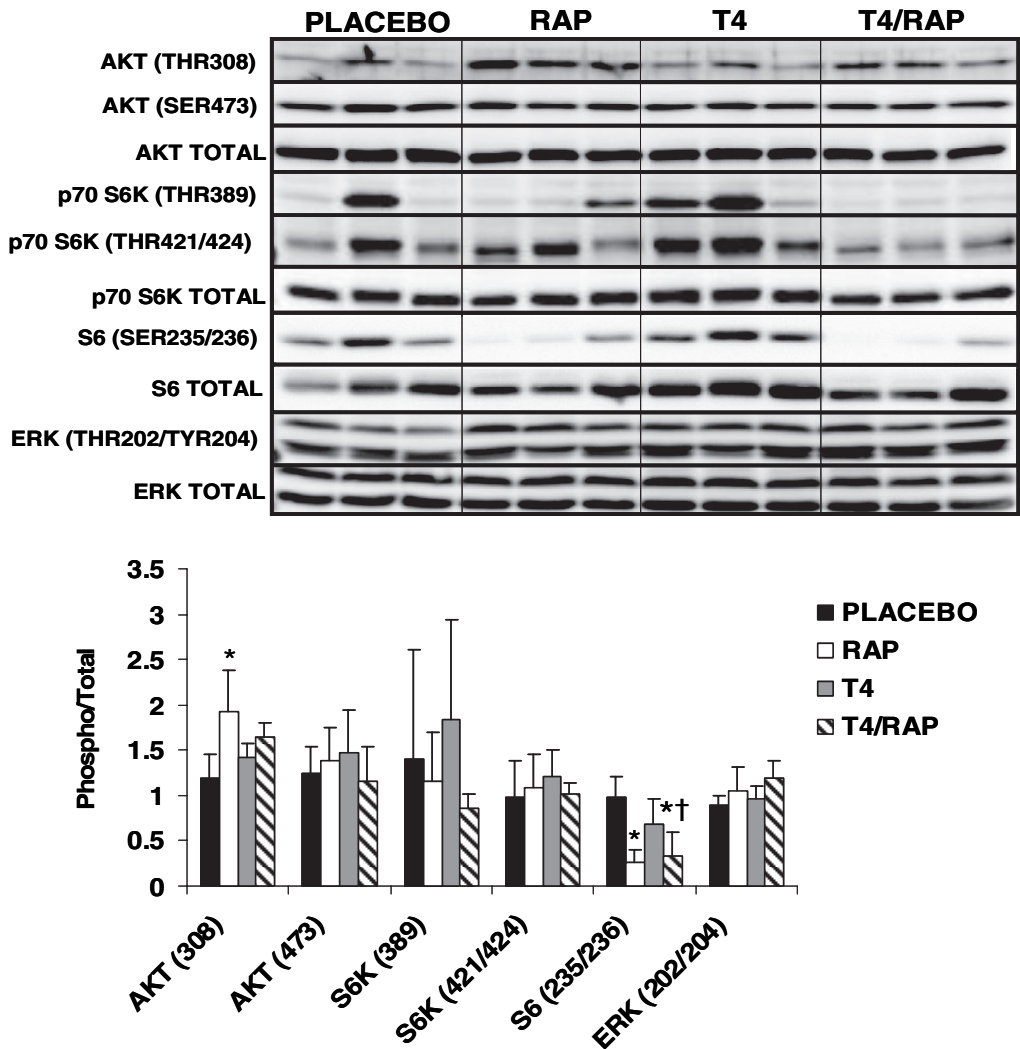 PLACEBO RAP T4 T4/RAP
AKT (THR308)
AKT (SER473)
AKT TOTAL
p70 S6K (THR389)
p70 S6K (THR421/424)
p70 S6K TOTAL
S6 (SER235/236)
S6 TOTAL
ERK (THR202/TYR204)
ERK TOTAL
3.5
3
2.5
2
1.5
1
0.5
0
Phospho/Total
*
*
*†
PLACEBO
RAP
T4
T4/RAP
AKT (308)
AKT (473)
S6K (389)
S6K (421/424)
S6 (235/236)
ERK (202/204)